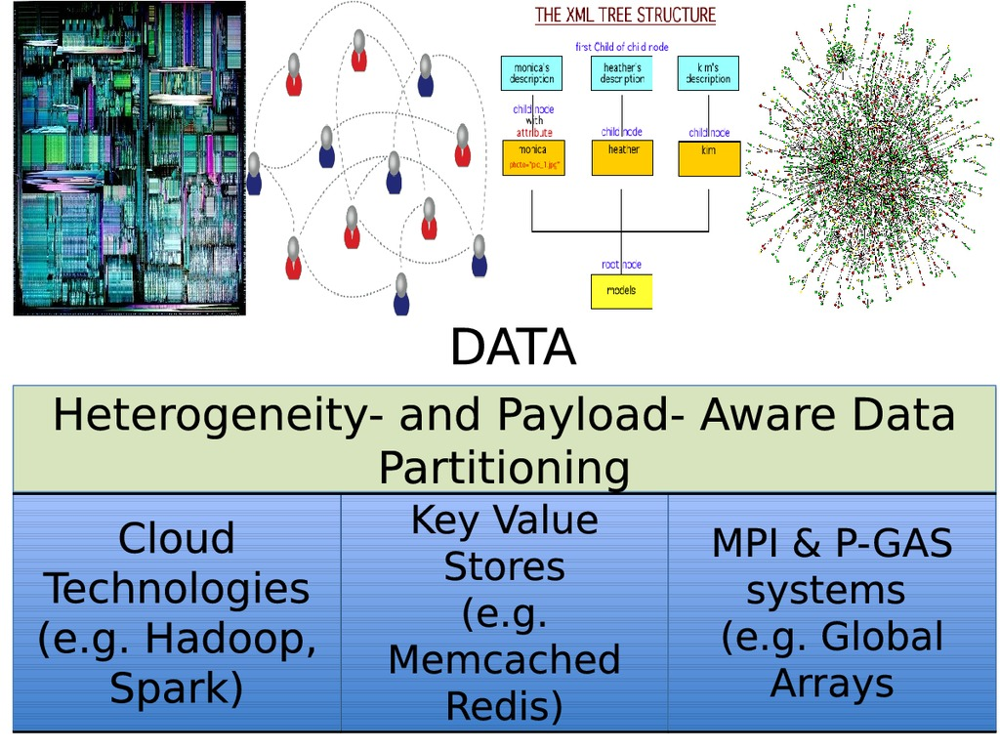 THE XML TREE STRUCTURE
first Child of child node
monica's
description
heather's
description
kim's
description
child node
with
attribute
child node
child node
monica
photo="pic_1.jpg"
heather
kim
root node
models
DATA
Heterogeneity- and Payload- Aware Data
Partitioning
Cloud
Technologies
(e.g. Hadoop,
Spark)
Key Value
Stores
(e.g.
Memcached
Redis)
MPI & P-GAS
systems
(e.g. Global
Arrays